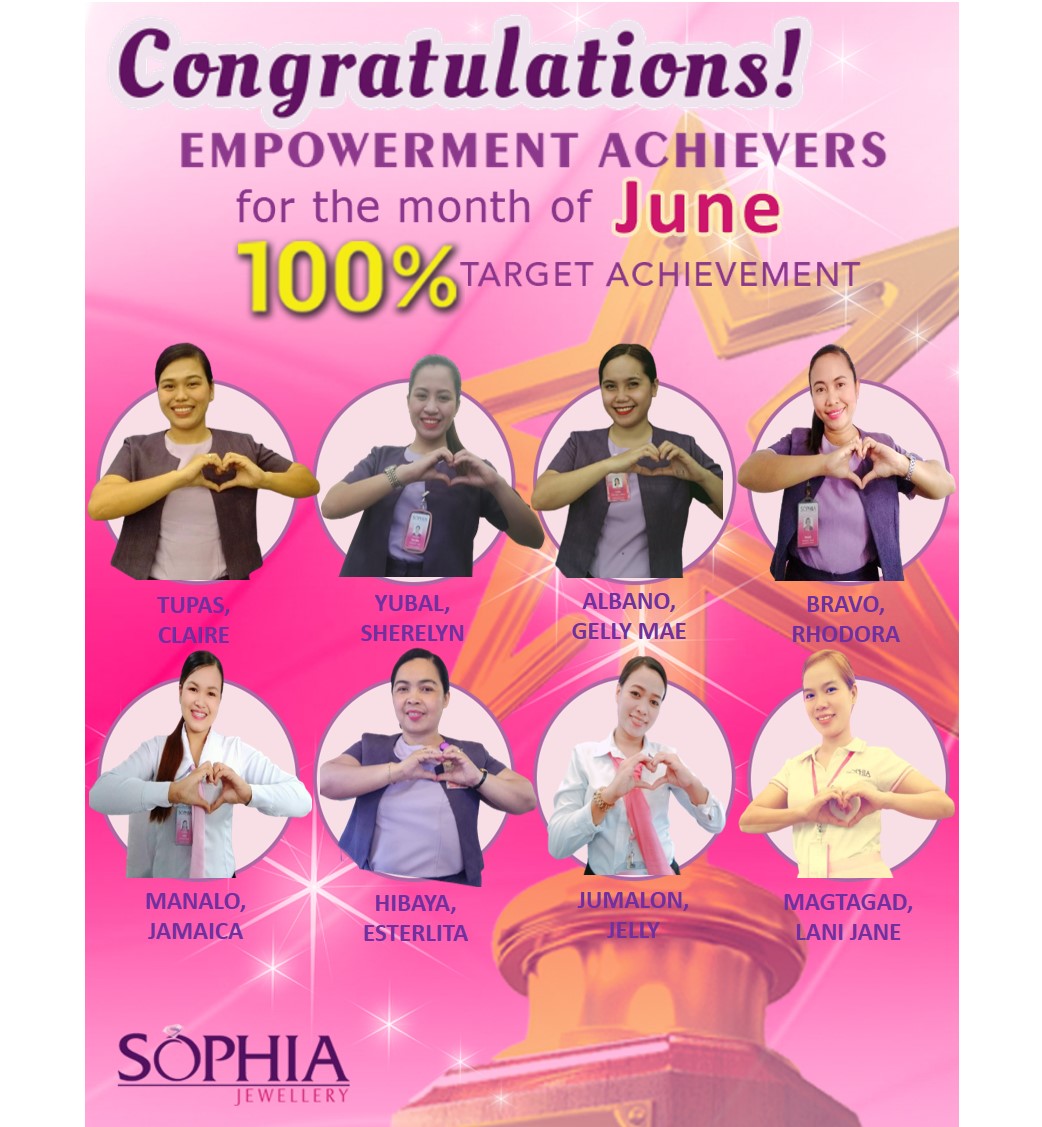 Congratulations!
EMPOWERMENT ACHIEVERS
for the month of June
100% TARGET ACHIEVEMENT
TUPAS,
CLAIRE
YUBAL,
SHERELYN
ALBANO,
GELLY MAE
BRAVO,
RHODORA
MANALO,
JAMAICA
HIBAYA,
ESTERLITA
JUMALON,
JELLY
MAGTAGAD,
LANI JANE
SOPHIA
JEWELLERY